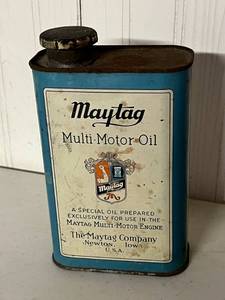 Maytag
Multi-Motor Oil
Maytag
A SPECIAL OIL PREPARED
EXCLUSIVELY FOR USE IN THE
MAYTAG MULTI-MOTOR ENGINE
The Maytag Company
Newton, Iowa
U.S.A.